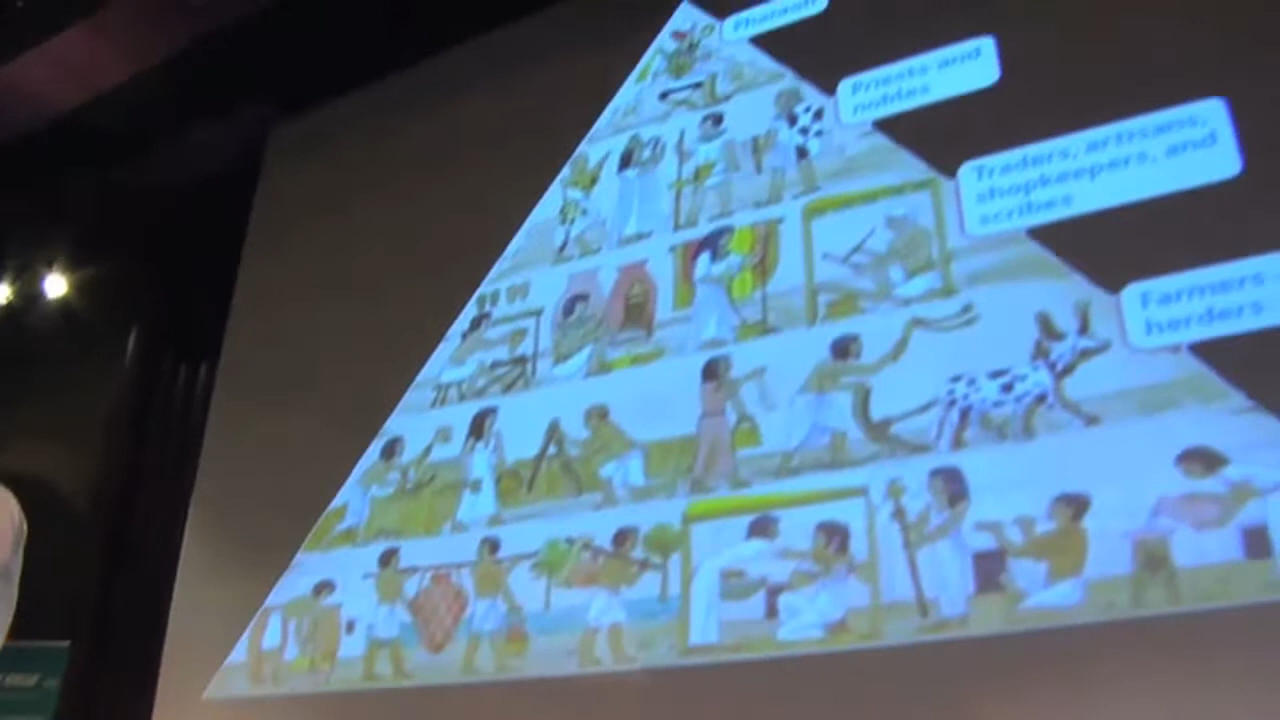 Pharaoh
Priests and
nobles
Traders, artisans,
shopkeepers, and
scribes
Farmers
herders